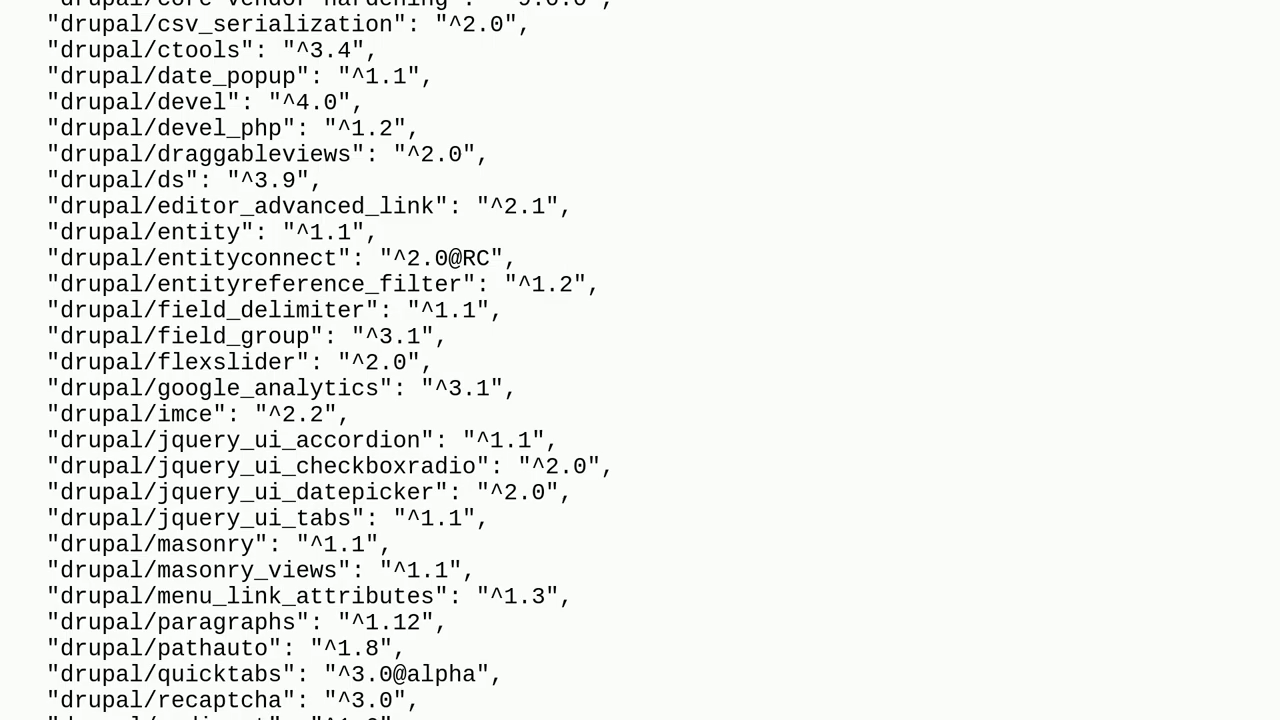 "drupal/csv_serialization": "^2.0",
"drupal/ctools": "^3.4",
"drupal/date_popup": "^1.1",
"drupal/devel": "^4.0",
"drupal/devel_php": "^1.2",
"drupal/draggableviews": "^2.0",
"drupal/ds": "^3.9",
"drupal/editor_advanced_link": "^2.1",
"drupal/entity": "^1.1",
"drupal/entityconnect": "^2.0@RC",
"drupal/entityreference_filter": "^1.2",
"drupal/field_delimiter": "^1.1",
"drupal/field_group": "^3.1",
"drupal/flexslider": "^2.0",
"drupal/google_analytics": "^3.1",
"drupal/imce": "^2.2",
"drupal/jquery_ui_accordion": "^1.1",
"drupal/jquery_ui_checkboxradio": "^2.0",
"drupal/jquery_ui_datepicker": "^2.0",
"drupal/jquery_ui_tabs": "^1.1",
"drupal/masonry": "^1.1",
"drupal/masonry_views": "^1.1",
"drupal/menu_link_attributes": "^1.3",
"drupal/paragraphs": "^1.12",
"drupal/pathauto": "^1.8",
"drupal/quicktabs": "^3.0@alpha",
"drupal/recaptcha": "^3.0",